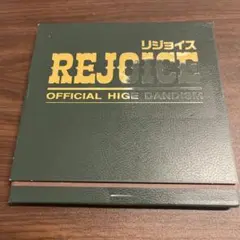 リジョイス
REJOICE
OFFICIAL HIGE DANDISM